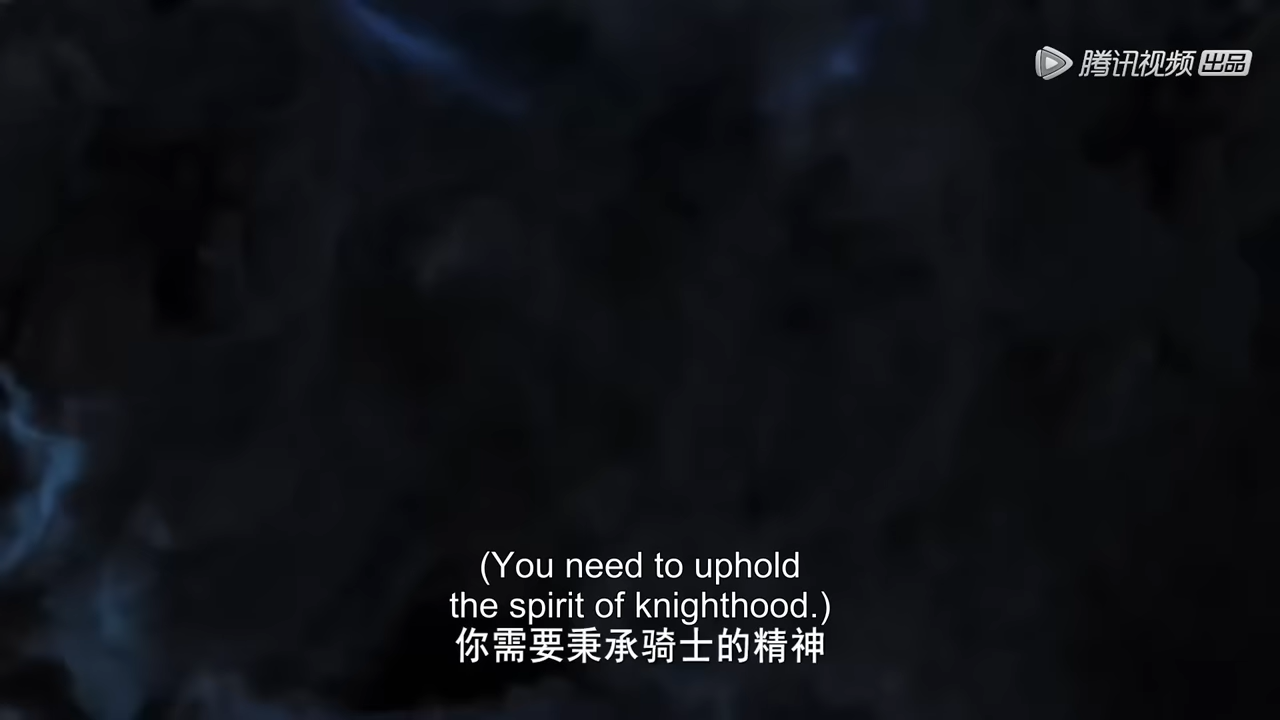 腾讯视频 出品
(You need to uphold
the spirit of knighthood.)
你需要秉承骑士的精神